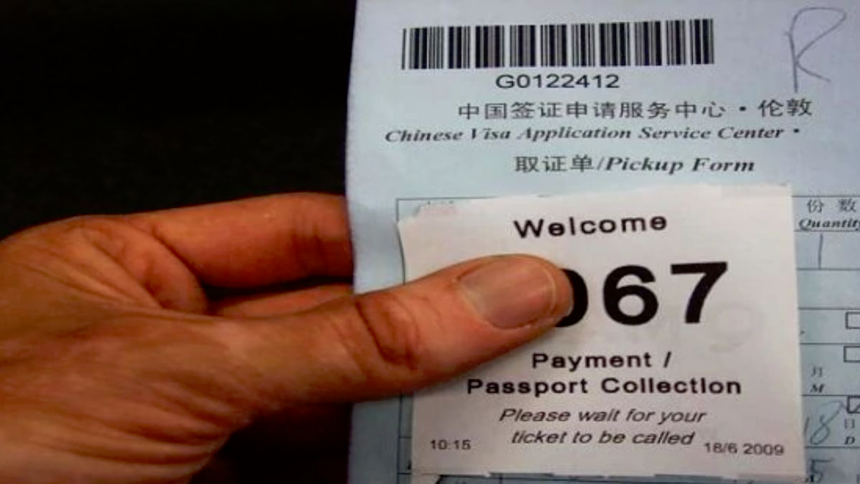 R
G0122412
中国签证申请服务中心·伦敦
Chinese Visa Application Service Center ·
取证单/Pickup Form
份 数
Quantity
Welcome
067
Payment /
Passport Collection
Please wait for your
ticket to be called
10:15
18/6 2009
月
M
18
日
D